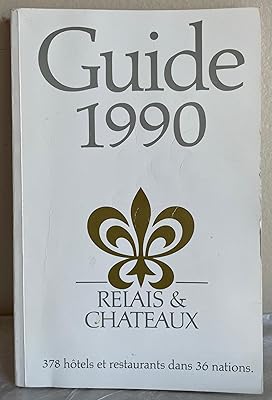 Guide
1990
RELAIS &
CHATEAUX
378 hôtels et restaurants dans 36 nations.